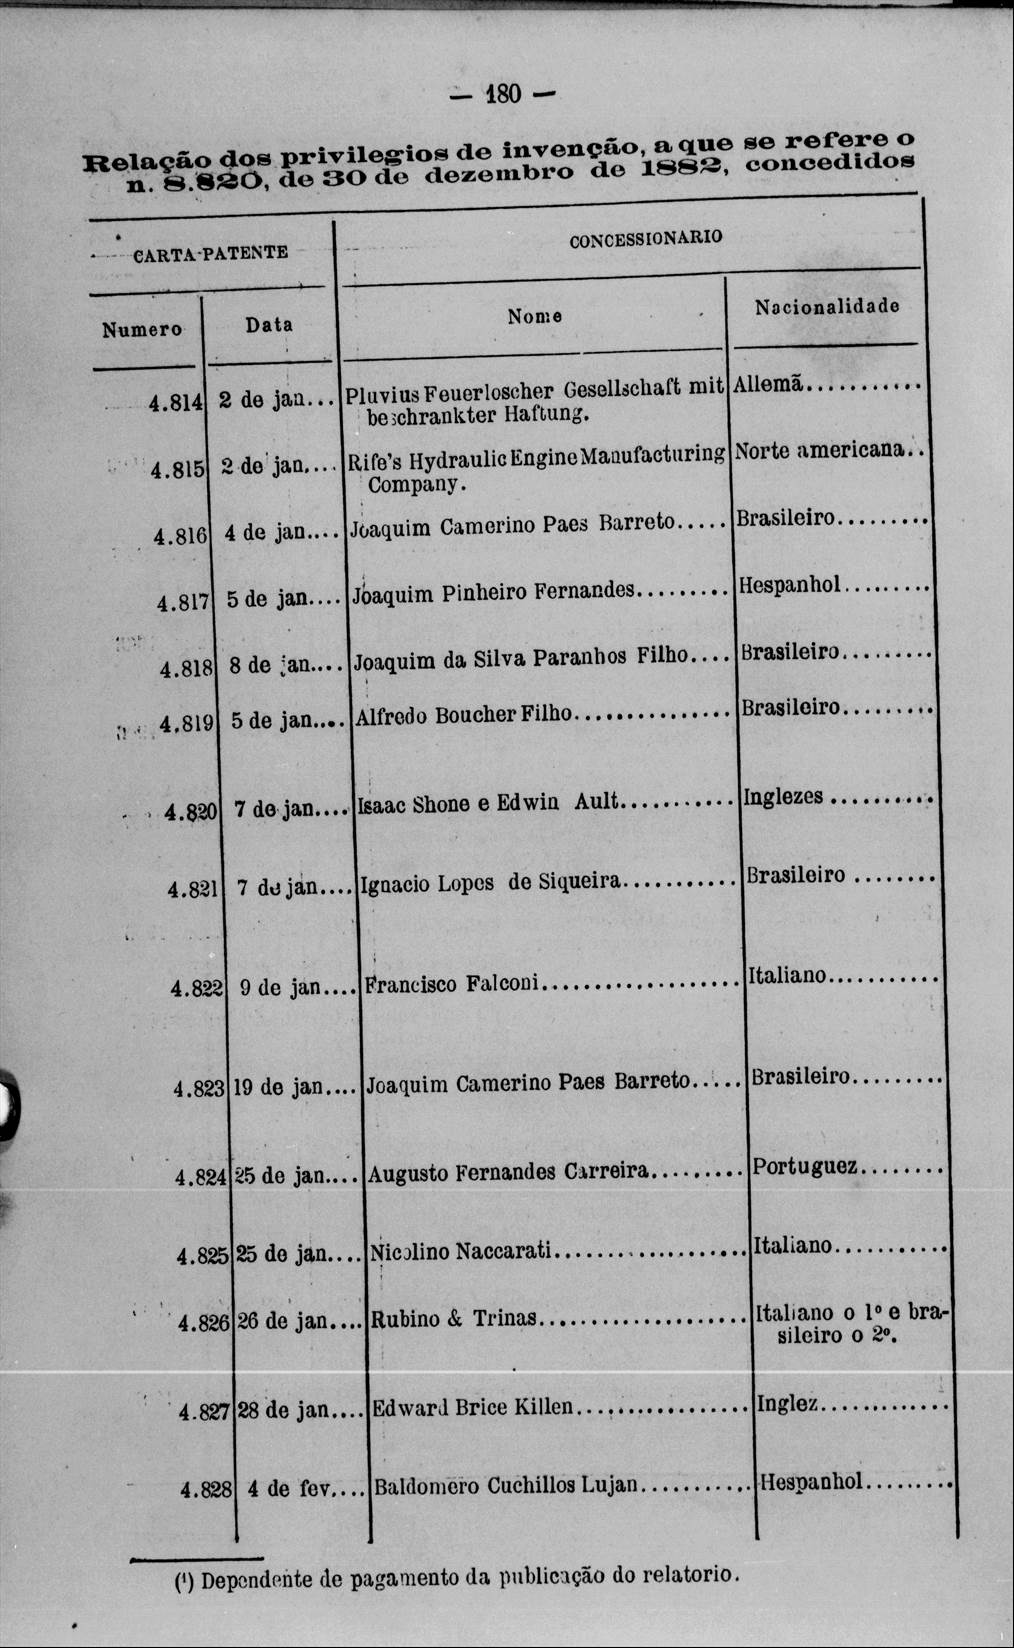 — 180 —
Relação dos privilegios de invenção, a que se refere o
n. 8.820, de 30 de dezembro de 1882, concedidos
CARTA-PATENTE CONCESSIONARIO
Numero Data Nome Nacionalidade
4.814 2 de jan... Pluvius Feuerloscher Gesellschaft mit Allemã...........
beschrankter Haftung.
4.815 2 de jan.... Rife's Hydraulic Engine Manufacturing Norte americana..
Company.
4.816 4 de jan.... Joaquim Camerino Paes Barreto..... Brasileiro.........
4.817 5 de jan.... Joaquim Pinheiro Fernandes......... Hespanhol.........
4.818 8 de jan.... Joaquim da Silva Paranhos Filho.... Brasileiro.........
4.819 5 de jan.... Alfredo Boucher Filho............... Brasileiro.........
4.820 7 de jan.... Isaac Shone e Edwin Ault........... Inglezes ..........
4.821 7 de jan.... Ignacio Lopes de Siqueira........... Brasileiro ........
4.822 9 de jan.... Francisco Falconi................... Italiano...........
4.823 19 de jan.... Joaquim Camerino Paes Barreto..... Brasileiro.........
4.824 25 de jan.... Augusto Fernandes Carreira......... Portuguez........
4.825 25 de jan.... Nicolino Naccarati................... Italiano...........
4.826 26 de jan.... Rubino & Trinas.................... Italiano o 1º e bra-
sileiro o 2º.
4.827 28 de jan.... Edward Brice Killen................. Inglez.............
4.828 4 de fev.... Baldomero Cuchillos Lujan........... Hespanhol.........
(¹) Dependente de pagamento da publicação do relatorio.